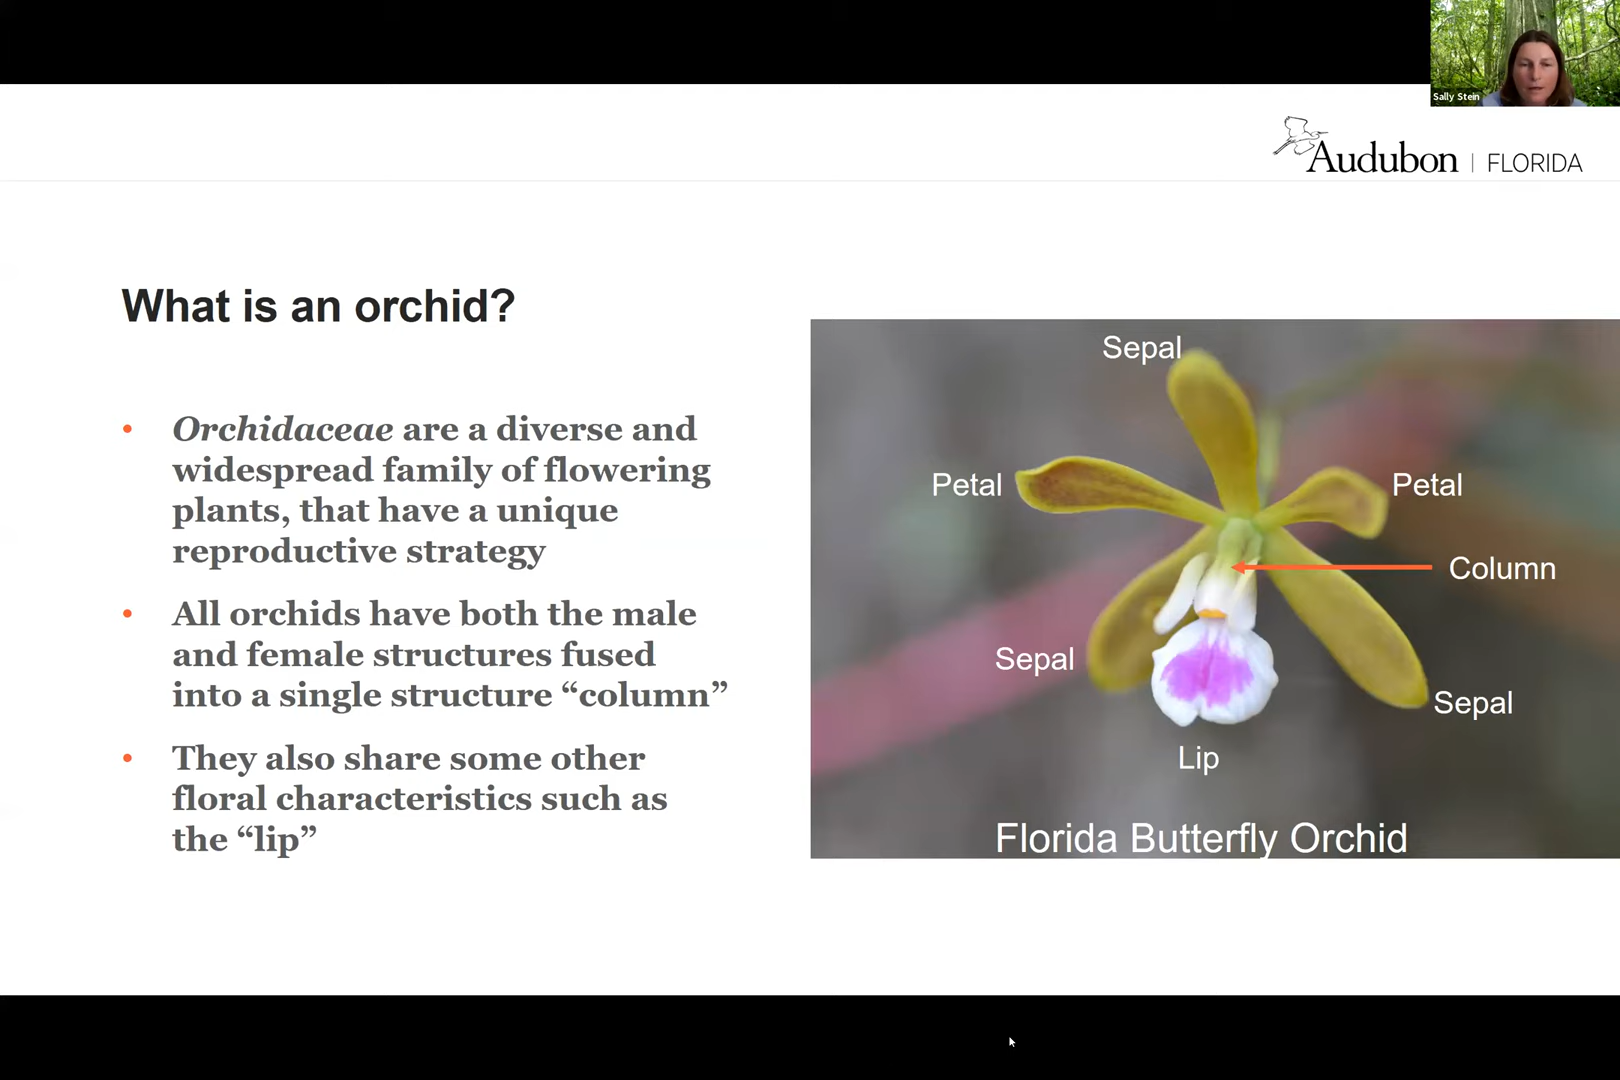 Sally Stein
Audubon | FLORIDA
What is an orchid?
• Orchidaceae are a diverse and
widespread family of flowering
plants, that have a unique
reproductive strategy
• All orchids have both the male
and female structures fused
into a single structure “column”
• They also share some other
floral characteristics such as
the “lip”
Sepal
Petal
Petal
Column
Sepal
Sepal
Lip
Florida Butterfly Orchid